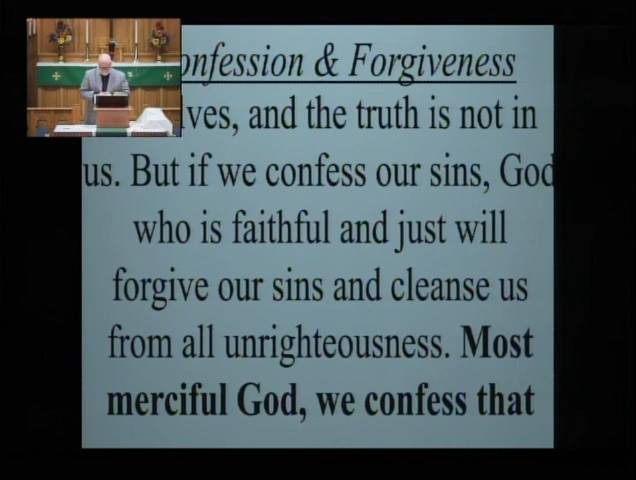 onfession & Forgiveness
lves, and the truth is not in
us. But if we confess our sins, God
who is faithful and just will
forgive our sins and cleanse us
from all unrighteousness. Most
merciful God, we confess that